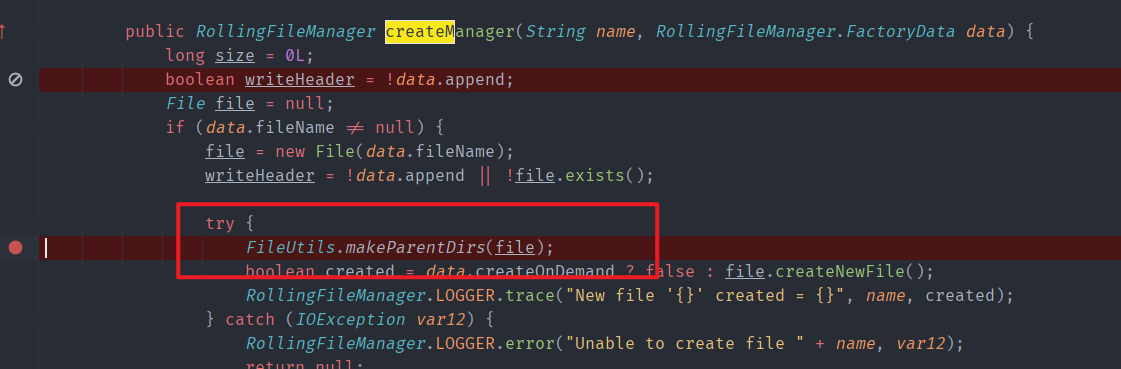 public RollingFileManager createManager(String name, RollingFileManager.FactoryData data) {
long size = 0L;
boolean writeHeader = !data.append;
File file = null;
if (data.fileName ≠ null) {
file = new File(data.fileName);
writeHeader = !data.append || !file.exists();
try {
FileUtils.makeParentDirs(file);
boolean created = data.createOnDemand ? false : file.createNewFile();
RollingFileManager.LOGGER.trace("New file '{}' created = {}", name, created);
} catch (IOException var12) {
RollingFileManager.LOGGER.error("Unable to create file " + name, var12);
return null;